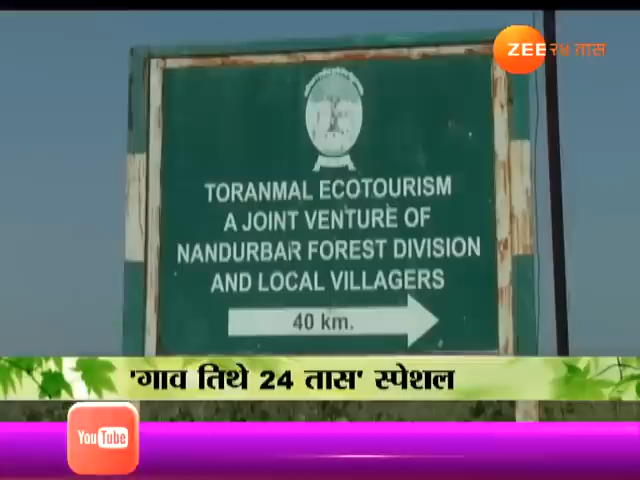 ZEE २४ तास
TORANMAL ECOTOURISM
A JOINT VENTURE OF
NANDURBAR FOREST DIVISION
AND LOCAL VILLAGERS
40 km.
'गाव तिथे 24 तास' स्पेशल
YouTube